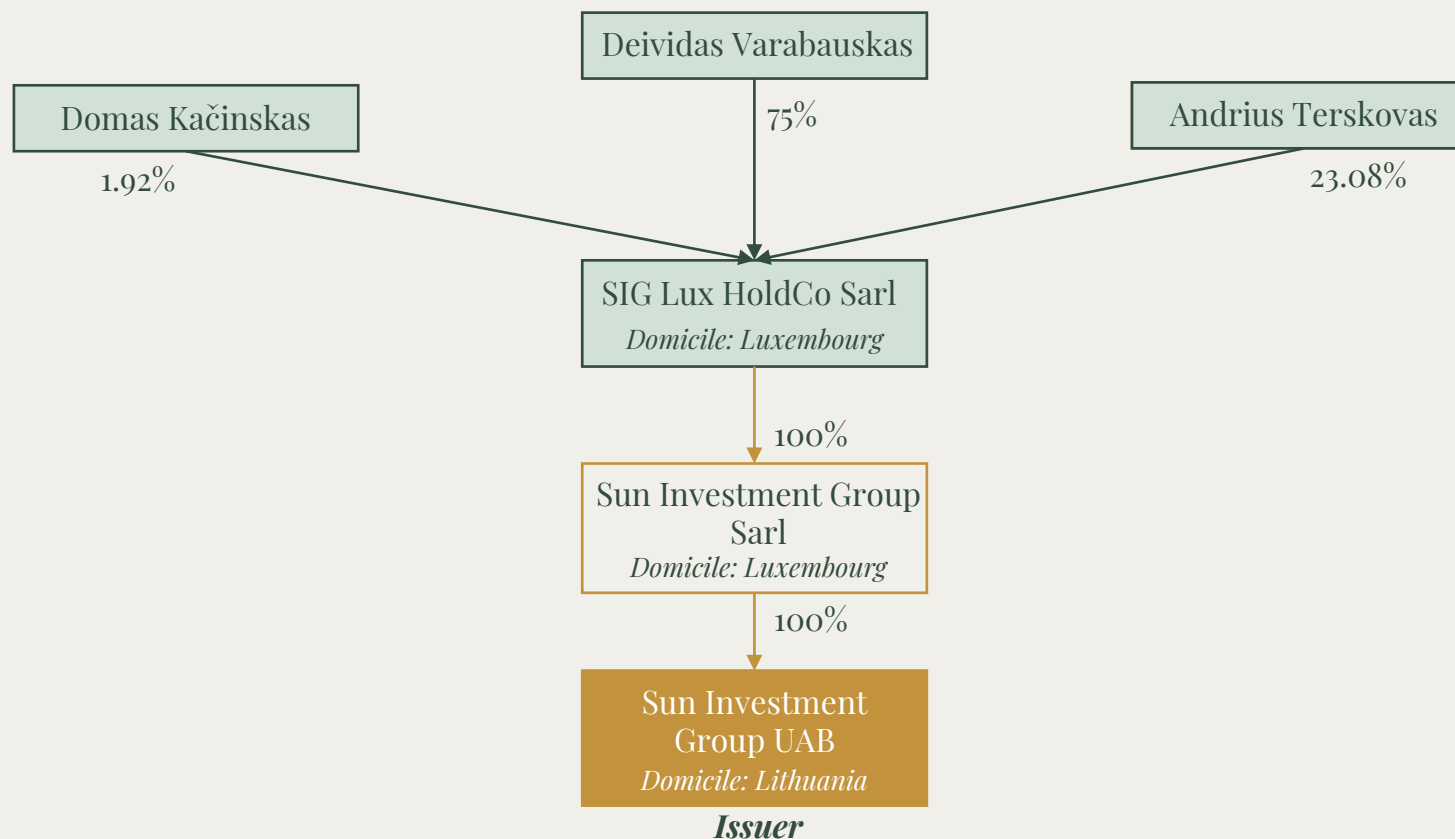 Deividas Varabauskas
Domas Kačinskas
75%
Andrius Terskovas
1.92%
23.08%
SIG Lux HoldCo Sarl
Domicile: Luxembourg
100%
Sun Investment Group
Sarl
Domicile: Luxembourg
100%
Sun Investment
Group UAB
Domicile: Lithuania
Issuer